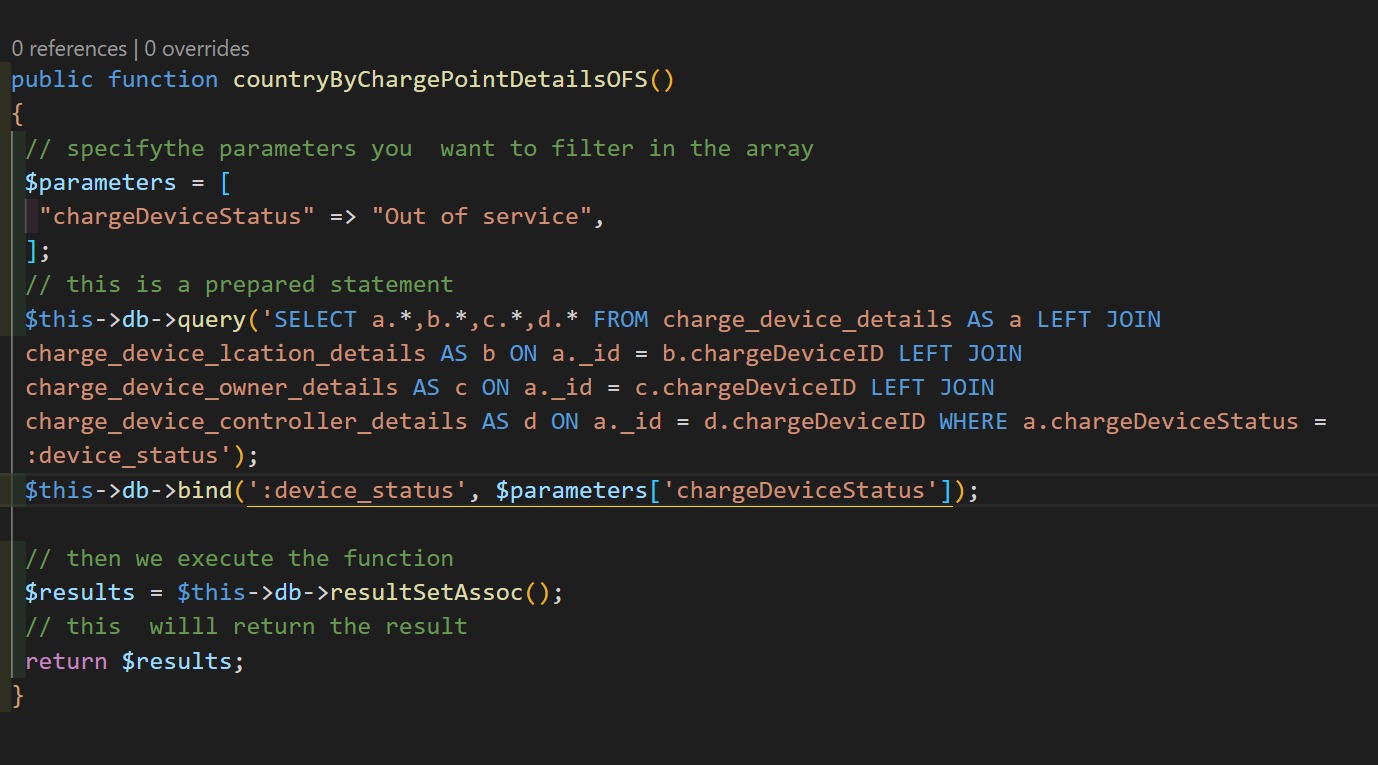 0 references | 0 overrides
public function countryByChargePointDetailsOFS()
{
// specifythe parameters you  want to filter in the array
$parameters = [
"chargeDeviceStatus" => "Out of service",
];
// this is a prepared statement
$this->db->query('SELECT a.*,b.*,c.*,d.* FROM charge_device_details AS a LEFT JOIN
charge_device_lcation_details AS b ON a._id = b.chargeDeviceID LEFT JOIN
charge_device_owner_details AS c ON a._id = c.chargeDeviceID LEFT JOIN
charge_device_controller_details AS d ON a._id = d.chargeDeviceID WHERE a.chargeDeviceStatus =
:device_status');
$this->db->bind(':device_status', $parameters['chargeDeviceStatus']);
// then we execute the function
$results = $this->db->resultSetAssoc();
// this  willl return the result
return $results;
}